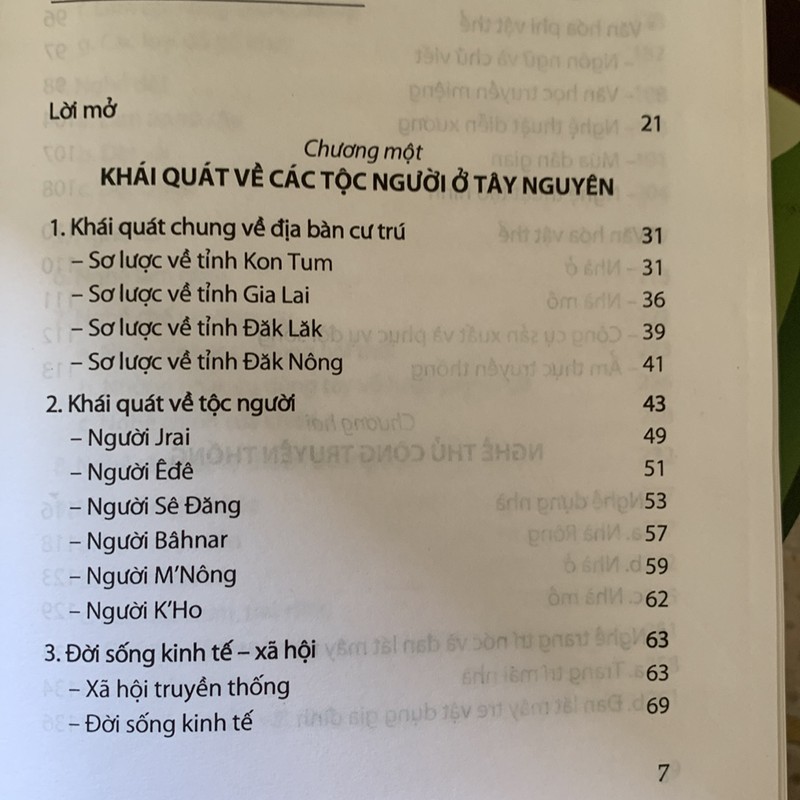 Lời mở 21
Chương một
KHÁI QUÁT VỀ CÁC TỘC NGƯỜI Ở TÂY NGUYÊN
1. Khái quát chung về địa bàn cư trú 31
– Sơ lược về tỉnh Kon Tum 31
– Sơ lược về tỉnh Gia Lai 36
– Sơ lược về tỉnh Đăk Lăk 39
– Sơ lược về tỉnh Đăk Nông 41
2. Khái quát về tộc người 43
– Người Jrai 49
– Người Êđê 51
– Người Sê Đăng 53
– Người Bâhnar 57
– Người M'Nông 59
– Người K'Ho 62
3. Đời sống kinh tế – xã hội 63
– Xã hội truyền thống 63
– Đời sống kinh tế 69
7